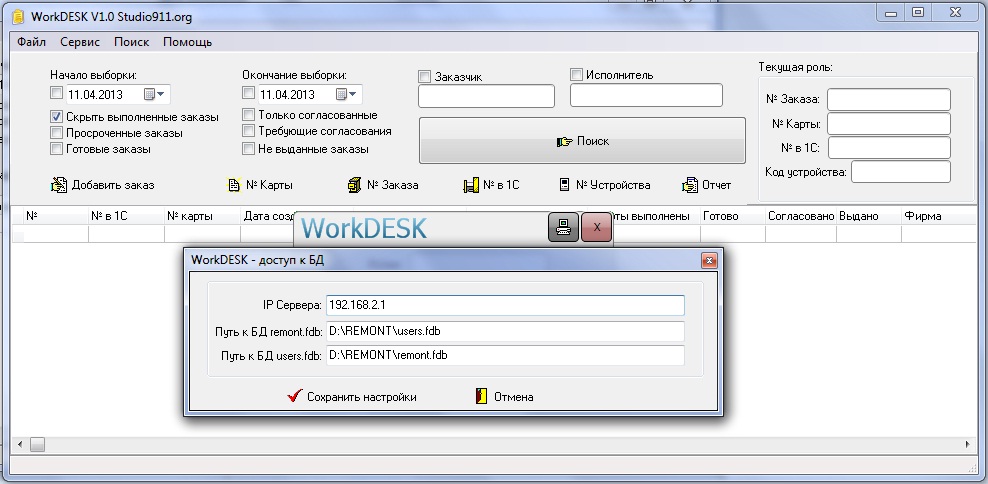 WorkDESK V1.0 Studio911.org
Файл Сервис Поиск Помощь
Начало выборки:
11.04.2013
Скрыть выполненные заказы
Просроченные заказы
Готовые заказы
Окончание выборки:
11.04.2013
Только согласованные
Требующие согласования
Не выданные заказы
Заказчик
Исполнитель
Поиск
Текущая роль:
№ Заказа:
№ Карты:
№ в 1С:
Код устройства:
Добавить заказ № Карты № Заказа № в 1С № Устройства Отчет
№ № в 1С № карты Дата созд ты выполнены Готово Согласовано Выдано Фирма
WorkDESK x
WorkDESK - доступ к БД
IP Сервера: 192.168.2.1
Путь к БД remont.fdb: D:\REMONT\users.fdb
Путь к БД users.fdb: D:\REMONT\remont.fdb
Сохранить настройки Отмена